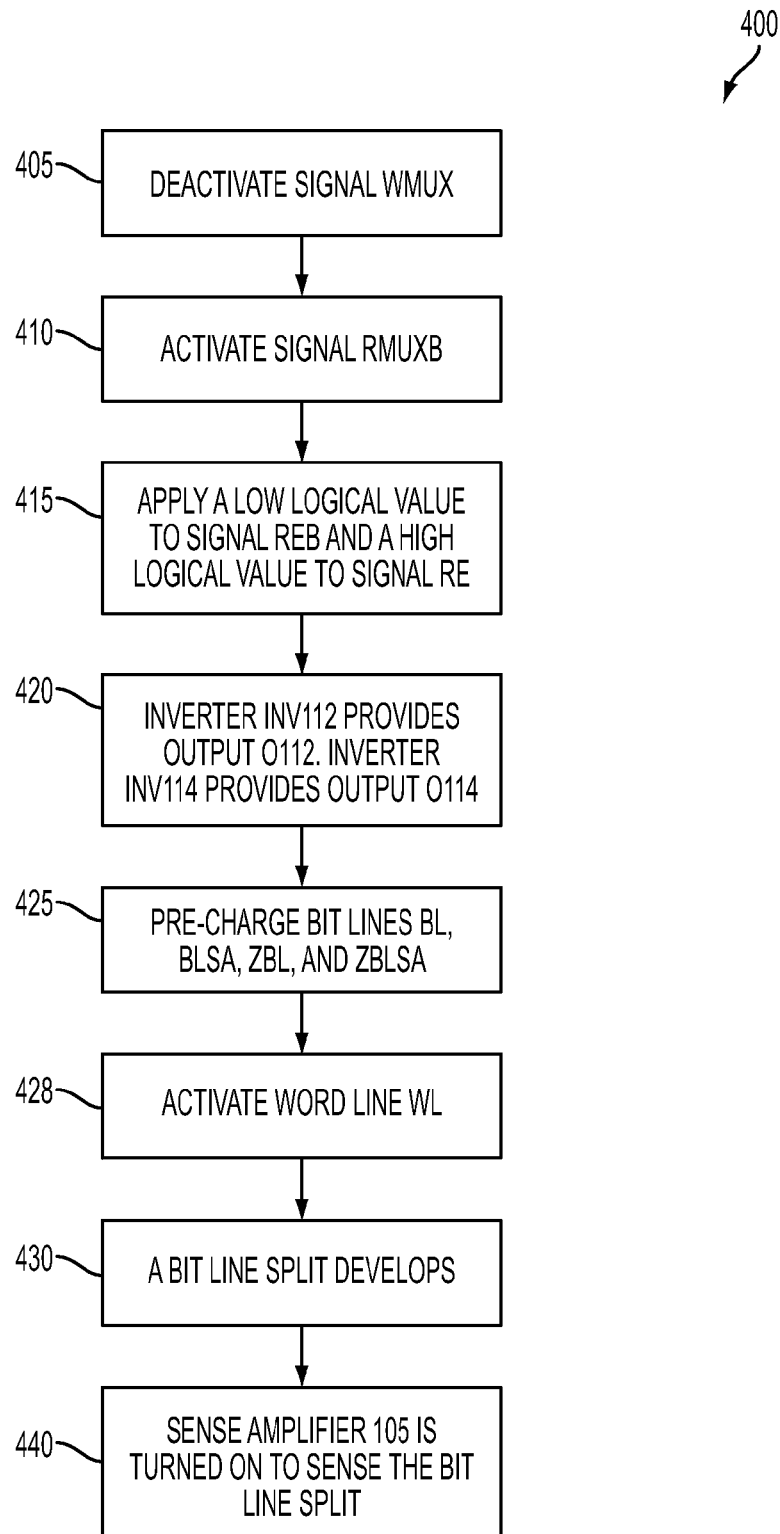 400
405
DEACTIVATE SIGNAL WMUX
410
ACTIVATE SIGNAL RMUXB
415
APPLY A LOW LOGICAL VALUE
TO SIGNAL REB AND A HIGH
LOGICAL VALUE TO SIGNAL RE
420
INVERTER INV112 PROVIDES
OUTPUT O112. INVERTER
INV114 PROVIDES OUTPUT O114
425
PRE-CHARGE BIT LINES BL,
BLSA, ZBL, AND ZBLSA
428
ACTIVATE WORD LINE WL
430
A BIT LINE SPLIT DEVELOPS
440
SENSE AMPLIFIER 105 IS
TURNED ON TO SENSE THE BIT
LINE SPLIT